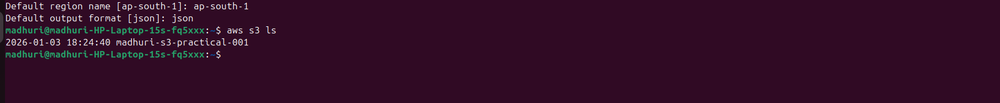 Default region name [ap-south-1]: ap-south-1
Default output format [json]: json
madhuri@madhuri-HP-Laptop-15s-fq5xxx:~$ aws s3 ls
2026-01-03 18:24:40 madhuri-s3-practical-001
madhuri@madhuri-HP-Laptop-15s-fq5xxx:~$